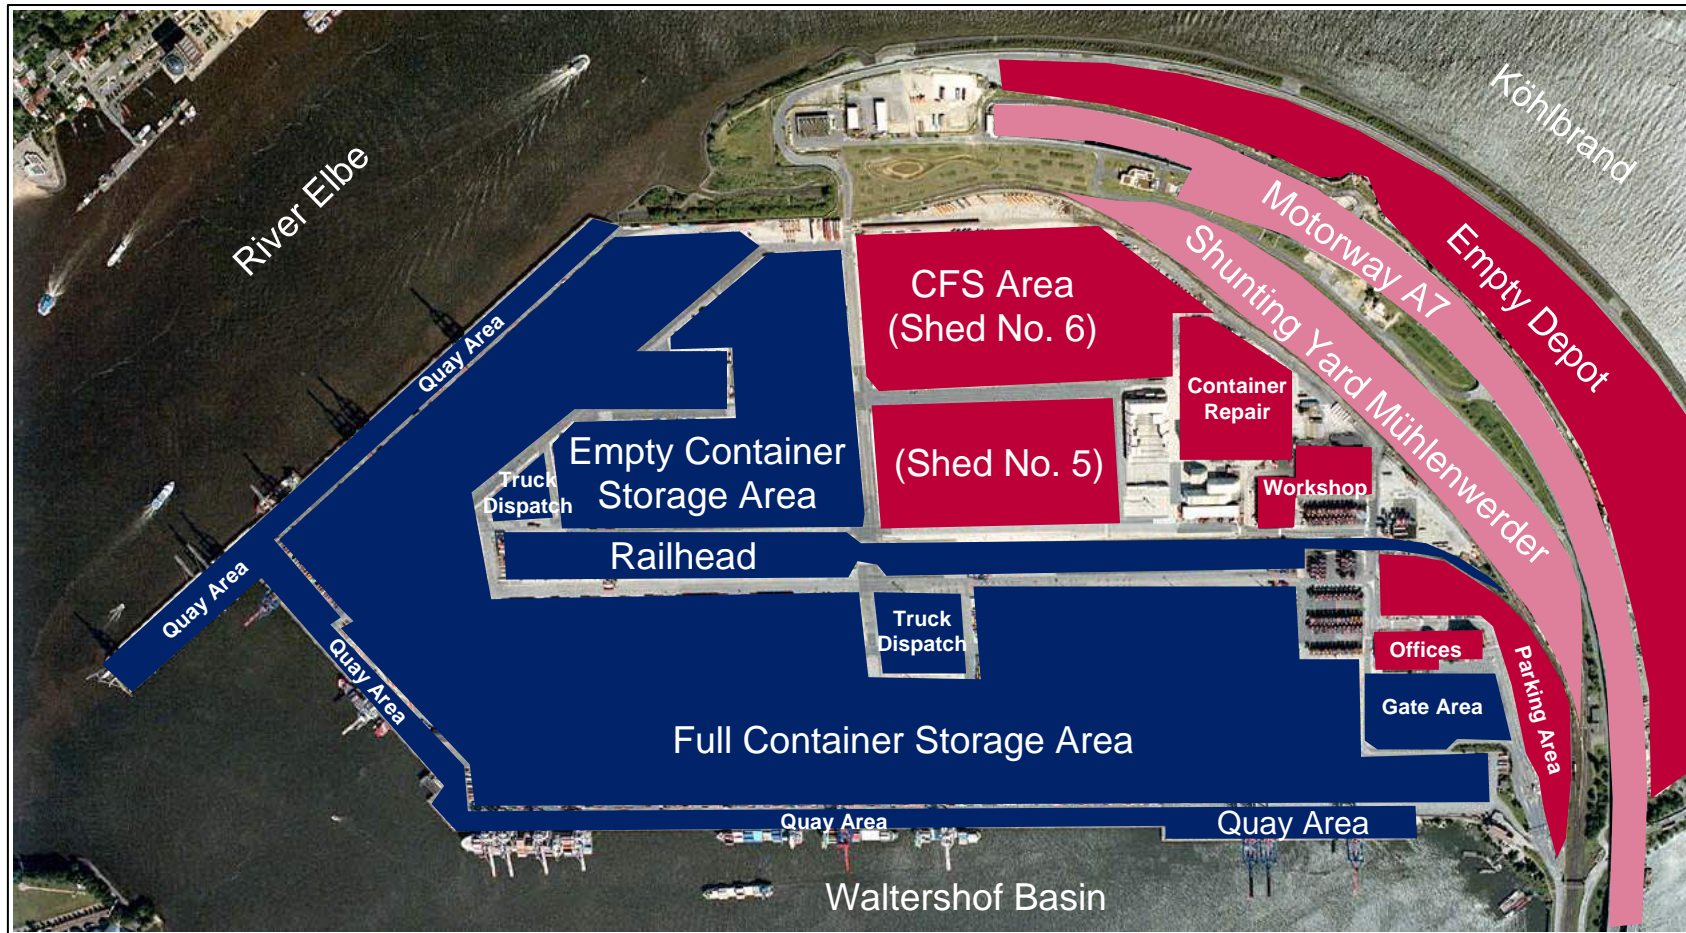 Köhlbrand
River Elbe
Motorway A7
Empty Depot
Shunting Yard Mühlenwerder
CFS Area
(Shed No. 6)
Quay Area
Container
Repair
Empty Container
Storage Area
(Shed No. 5)
Truck
Dispatch
Workshop
Railhead
Quay Area
Truck
Dispatch
Quay Area
Offices
Parking Area
Gate Area
Full Container Storage Area
Quay Area
Quay Area
Waltershof Basin